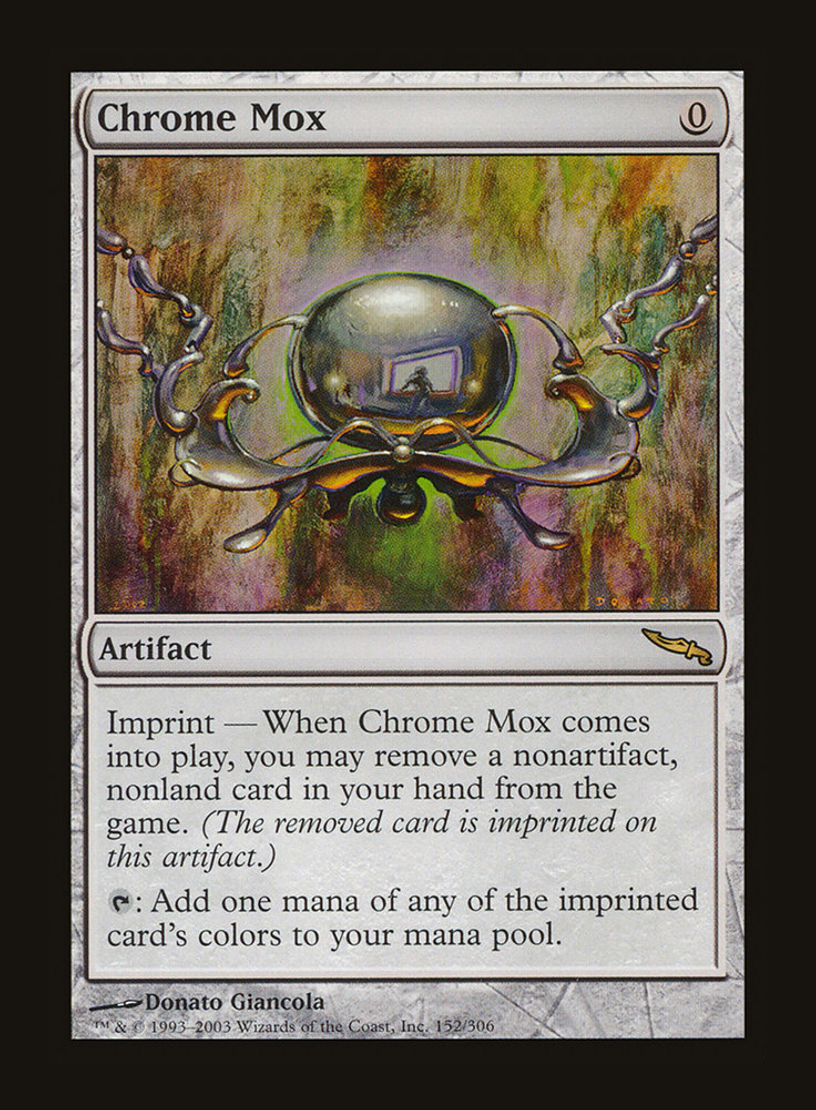 Chrome Mox 0
DONATO
Artifact
Imprint — When Chrome Mox comes
into play, you may remove a nonartifact,
nonland card in your hand from the
game. (The removed card is imprinted on
this artifact.)
: Add one mana of any of the imprinted
card's colors to your mana pool.
Donato Giancola
™ & © 1993–2003 Wizards of the Coast, Inc. 152/306